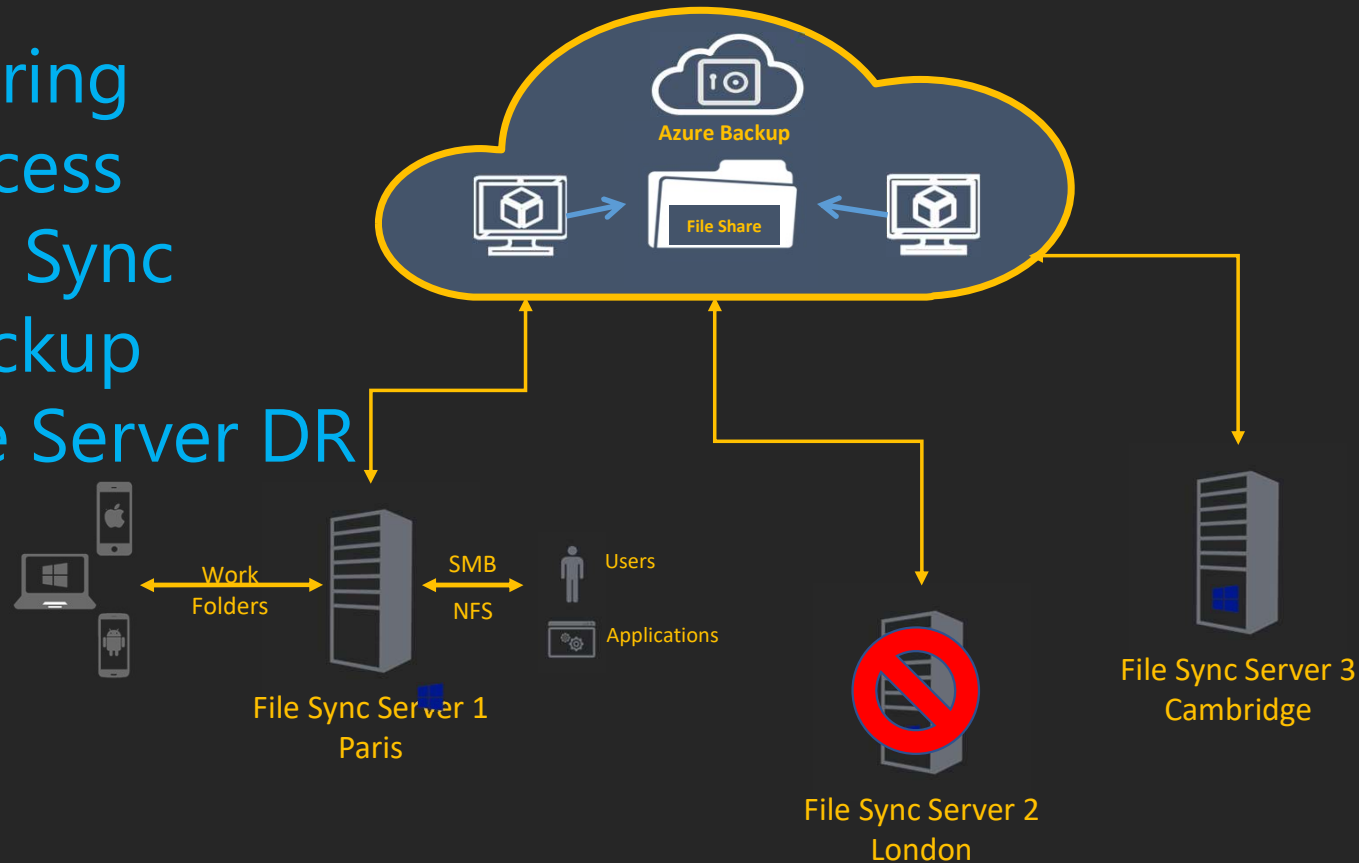 ring
cess
Sync
ckup
e Server DR
Azure Backup
File Share
Work
Folders
SMB
NFS
Users
Applications
File Sync Server 1
Paris
File Sync Server 2
London
File Sync Server 3
Cambridge